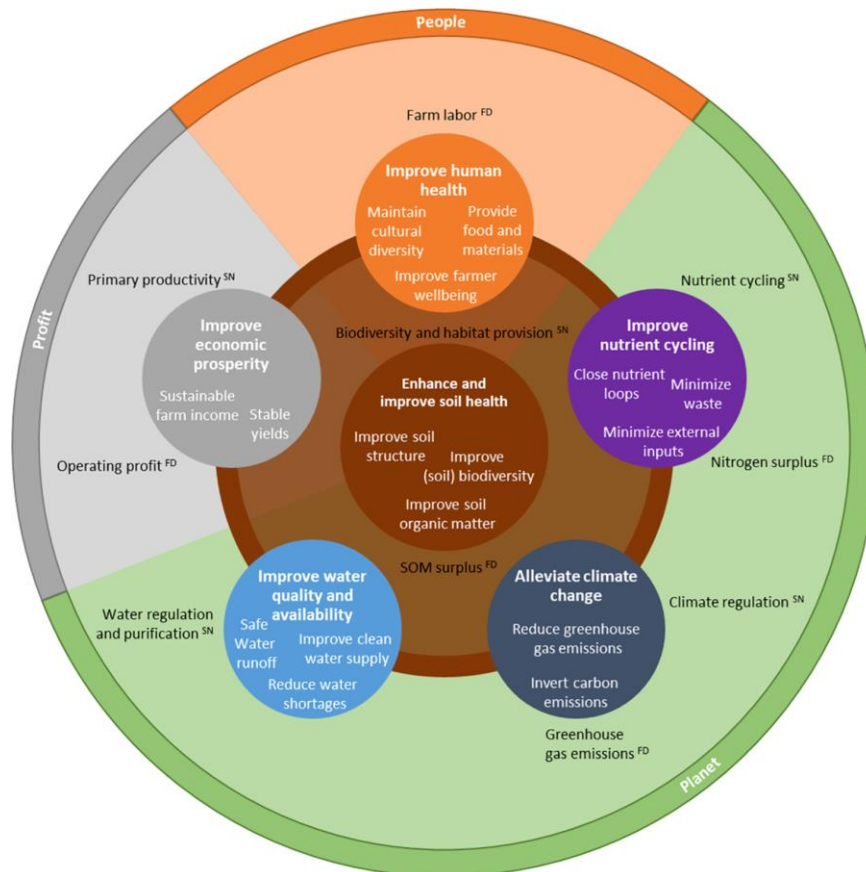 People
Farm labor FD
Improve human
health
Maintain
cultural
diversity
Provide
food and
materials
Improve farmer
wellbeing
Profit
Primary productivity SN
Improve
economic
prosperity
Sustainable
farm income
Stable
yields
Operating profit FD
Biodiversity and habitat provision SN
Enhance and
improve soil health
Improve soil
structure
Improve
(soil) biodiversity
Improve soil
organic matter
SOM surplus FD
Nutrient cycling SN
Improve
nutrient cycling
Close nutrient
loops
Minimize
waste
Minimize external
inputs
Nitrogen surplus FD
Water regulation
and purification SN
Improve water
quality and
availability
Safe
Water
runoff
Improve clean
water supply
Reduce water
shortages
Alleviate climate
change
Reduce greenhouse
gas emissions
Invert carbon
emissions
Climate regulation SN
Greenhouse
gas emissions FD
Planet